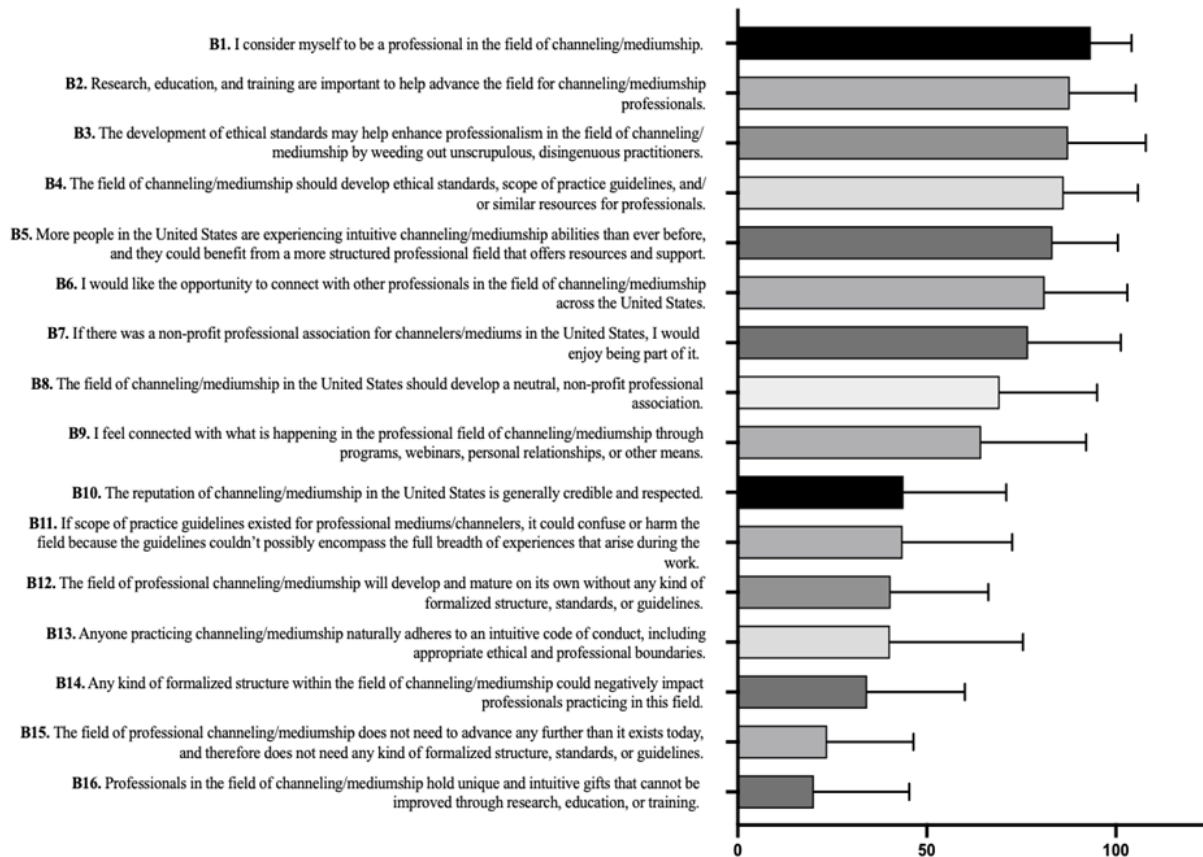 B1. I consider myself to be a professional in the field of channeling/mediumship.
B2. Research, education, and training are important to help advance the field for channeling/mediumship
professionals.
B3. The development of ethical standards may help enhance professionalism in the field of channeling/
mediumship by weeding out unscrupulous, disingenuous practitioners.
B4. The field of channeling/mediumship should develop ethical standards, scope of practice guidelines, and/
or similar resources for professionals.
B5. More people in the United States are experiencing intuitive channeling/mediumship abilities than ever before,
and they could benefit from a more structured professional field that offers resources and support.
B6. I would like the opportunity to connect with other professionals in the field of channeling/mediumship
across the United States.
B7. If there was a non-profit professional association for channelers/mediums in the United States, I would
enjoy being part of it.
B8. The field of channeling/mediumship in the United States should develop a neutral, non-profit professional
association.
B9. I feel connected with what is happening in the professional field of channeling/mediumship through
programs, webinars, personal relationships, or other means.
B10. The reputation of channeling/mediumship in the United States is generally credible and respected.
B11. If scope of practice guidelines existed for professional mediums/channelers, it could confuse or harm the
field because the guidelines couldn't possibly encompass the full breadth of experiences that arise during the
work.
B12. The field of professional channeling/mediumship will develop and mature on its own without any kind of
formalized structure, standards, or guidelines.
B13. Anyone practicing channeling/mediumship naturally adheres to an intuitive code of conduct, including
appropriate ethical and professional boundaries.
B14. Any kind of formalized structure within the field of channeling/mediumship could negatively impact
professionals practicing in this field.
B15. The field of professional channeling/mediumship does not need to advance any further than it exists today,
and therefore does not need any kind of formalized structure, standards, or guidelines.
B16. Professionals in the field of channeling/mediumship hold unique and intuitive gifts that cannot be
improved through research, education, or training.
0 50 100